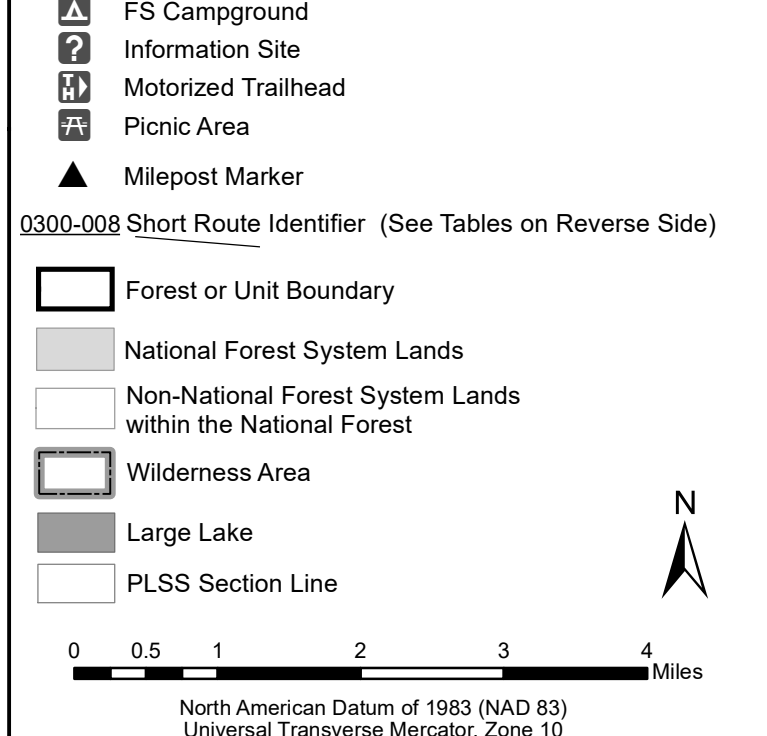 FS Campground
? Information Site
TH Motorized Trailhead
Picnic Area
Milepost Marker
0300-008 Short Route Identifier (See Tables on Reverse Side)
Forest or Unit Boundary
National Forest System Lands
Non-National Forest System Lands
within the National Forest
Wilderness Area
N
Large Lake
PLSS Section Line
0 0.5 1 2 3 4
Miles
North American Datum of 1983 (NAD 83)
Universal Transverse Mercator, Zone 10